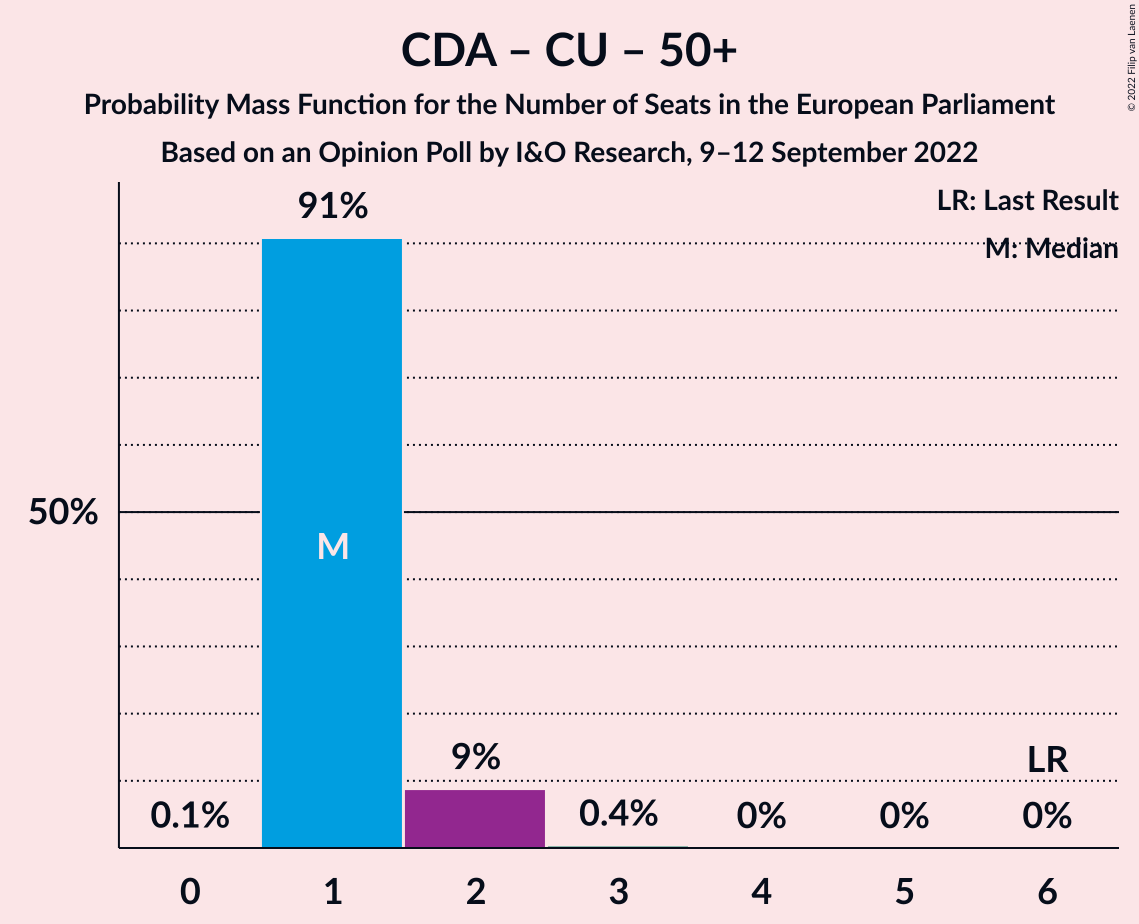 CDA – CU – 50+
Probability Mass Function for the Number of Seats in the European Parliament
Based on an Opinion Poll by I&O Research, 9–12 September 2022
© 2022 Filip van Laenen
LR: Last Result
M: Median
91%
50%
M
9%
LR
0.1%
0.4%
0%
0%
0%
0
1
2
3
4
5
6